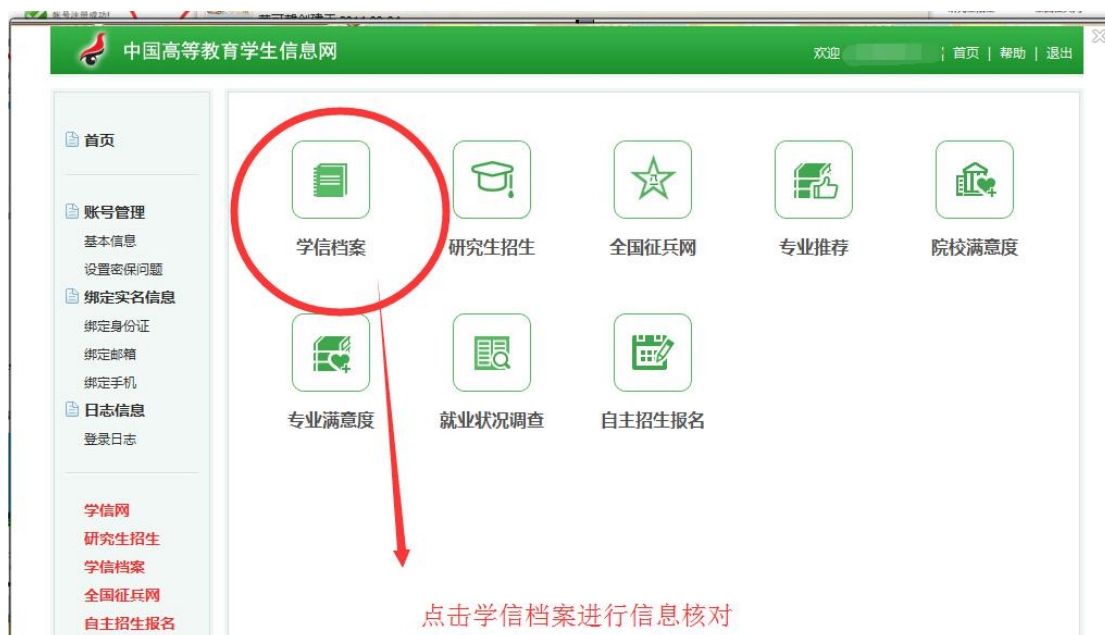 账号注册成功!
中国高等教育学生信息网
欢迎
首页 | 帮助 | 退出
首页
账号管理
基本信息
设置密保问题
绑定实名信息
绑定身份证
绑定邮箱
绑定手机
日志信息
登录日志
学信网
研究生招生
学信档案
全国征兵网
自主招生报名
学信档案
研究生招生
全国征兵网
专业推荐
院校满意度
专业满意度
就业状况调查
自主招生报名
点击学信档案进行信息核对